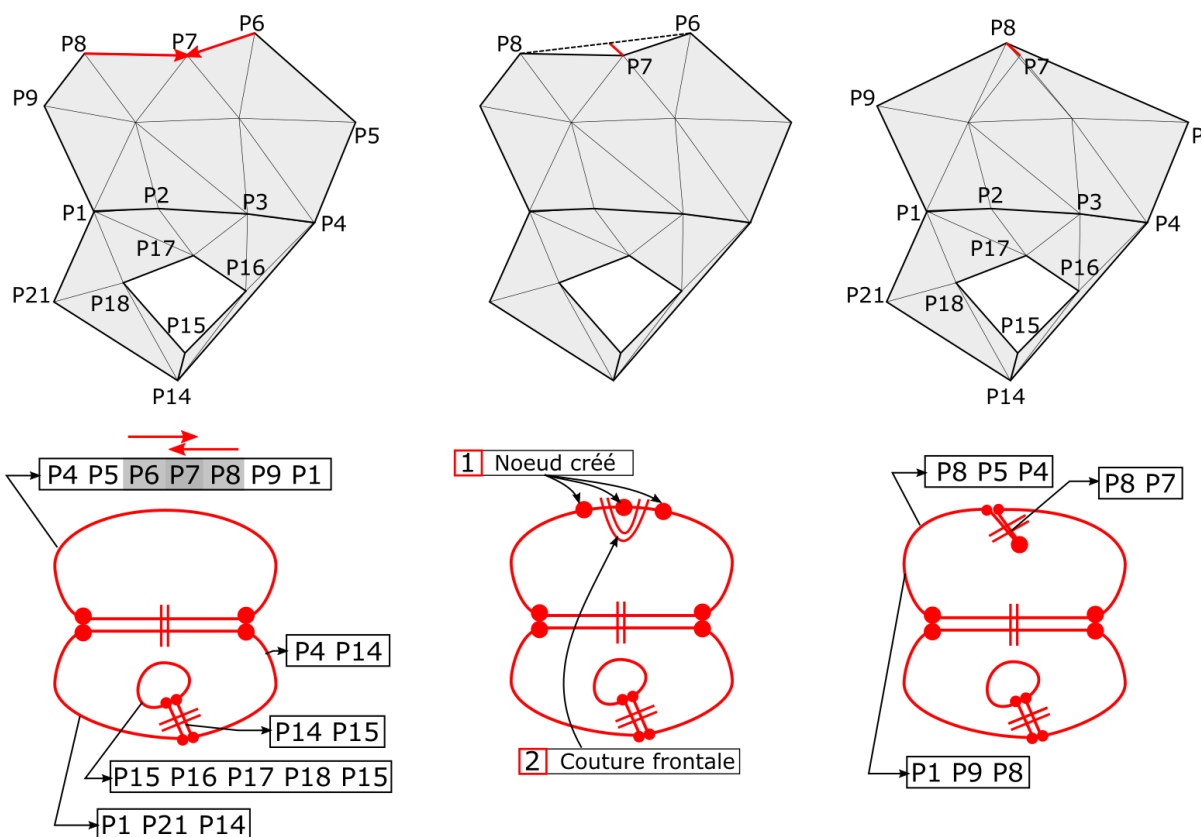 P8
P7
P6
P9
P5
P1
P2
P3
P4
P17
P16
P21
P18
P15
P14
P8
P6
P7
P8
P7
P9
P
P1
P2
P3
P4
P17
P16
P21
P18
P15
P14
P4 P5 P6 P7 P8 P9 P1
P4 P14
P14 P15
P15 P16 P17 P18 P15
P1 P21 P14
1 Noeud créé
2 Couture frontale
P8 P5 P4
P8 P7
P1 P9 P8